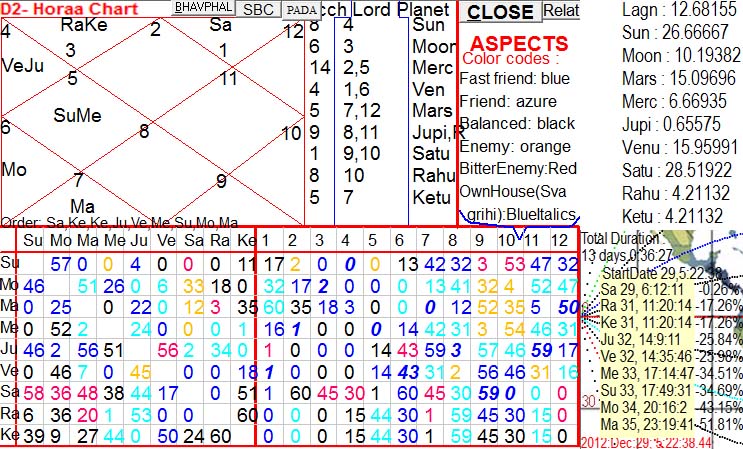 D2- Horaa Chart
BHAVPHAL SBC PADA
4 RaKe 2 Sa 12
VeJu 3 1
5 11
SuMe
6 8 10
Mo 7 9
Ma
Order: Sa,Ke,Ke,Ju,Ve,Me,Su,Mo,Ma
cch Lord Planet
8 4 Sun
6 3 Moon
14 2,5 Merc
4 1,6 Ven
5 7,12 Mars
9 8,11 Jupi,R
1 9,10 Satu
8 10 Rahu
5 7 Ketu
CLOSE Relat
ASPECTS
Color codes :
Fast friend: blue
Friend: azure
Balanced: black
Enemy: orange
BitterEnemy:Red
OwnHouse(Sva
grihi):BlueItalics
Lagn : 12.68155
Sun : 26.66667
Moon : 10.19382
Mars : 15.09696
Merc : 6.66935
Jupi : 0.65575
Venu : 15.95991
Satu : 28.51922
Rahu : 4.21132
Ketu : 4.21132
Su Mo Ma Me Ju Ve Sa Ra Ke 1 2 3 4 5 6 7 8 9 10 11 12
Su 57 0 0 4 0 0 0 11 17 2 0 0 0 13 42 32 3 53 47 32
Mo 46 51 26 0 6 33 18 0 32 17 2 0 0 0 13 41 32 4 52 47
Ma 0 25 0 22 0 12 3 35 60 35 18 3 0 0 0 12 52 35 5 50
Me 0 52 2 24 0 0 0 1 16 1 0 0 0 14 42 31 3 54 46 31
Ju 46 2 56 51 56 2 34 0 1 0 0 0 14 43 59 3 57 46 59 17
Ve 0 46 7 0 45 0 0 18 1 0 0 0 16 43 31 2 56 46 31 16
Sa 58 36 48 38 44 17 0 51 1 60 45 30 1 60 45 30 59 0 0 0
Ra 6 36 20 1 53 0 0 60 0 0 0 15 44 30 1 59 45 30 15 0
Ke 39 9 27 44 0 50 24 60 0 0 0 15 44 30 1 59 45 30 15 0
Total Duration :
13 days,0:36:27
StartDate 29,5:22:38
Sa 29, 6:12:11 -0.26%
Ra 31, 11:20:14 -17.26%
Ke 31, 11:20:14 -17.26%
Ju 32, 14:9:11 -25.84%
Ve 32, 14:35:46 -25.98%
Me 33, 17:14:47 -34.51%
Su 33, 17:49:31 -34.69%
Mo 34, 20:16:2 -43.15%
Ma 35, 23:19:41 -51.81%
30
2012:Dec:29: 5:22:38.44